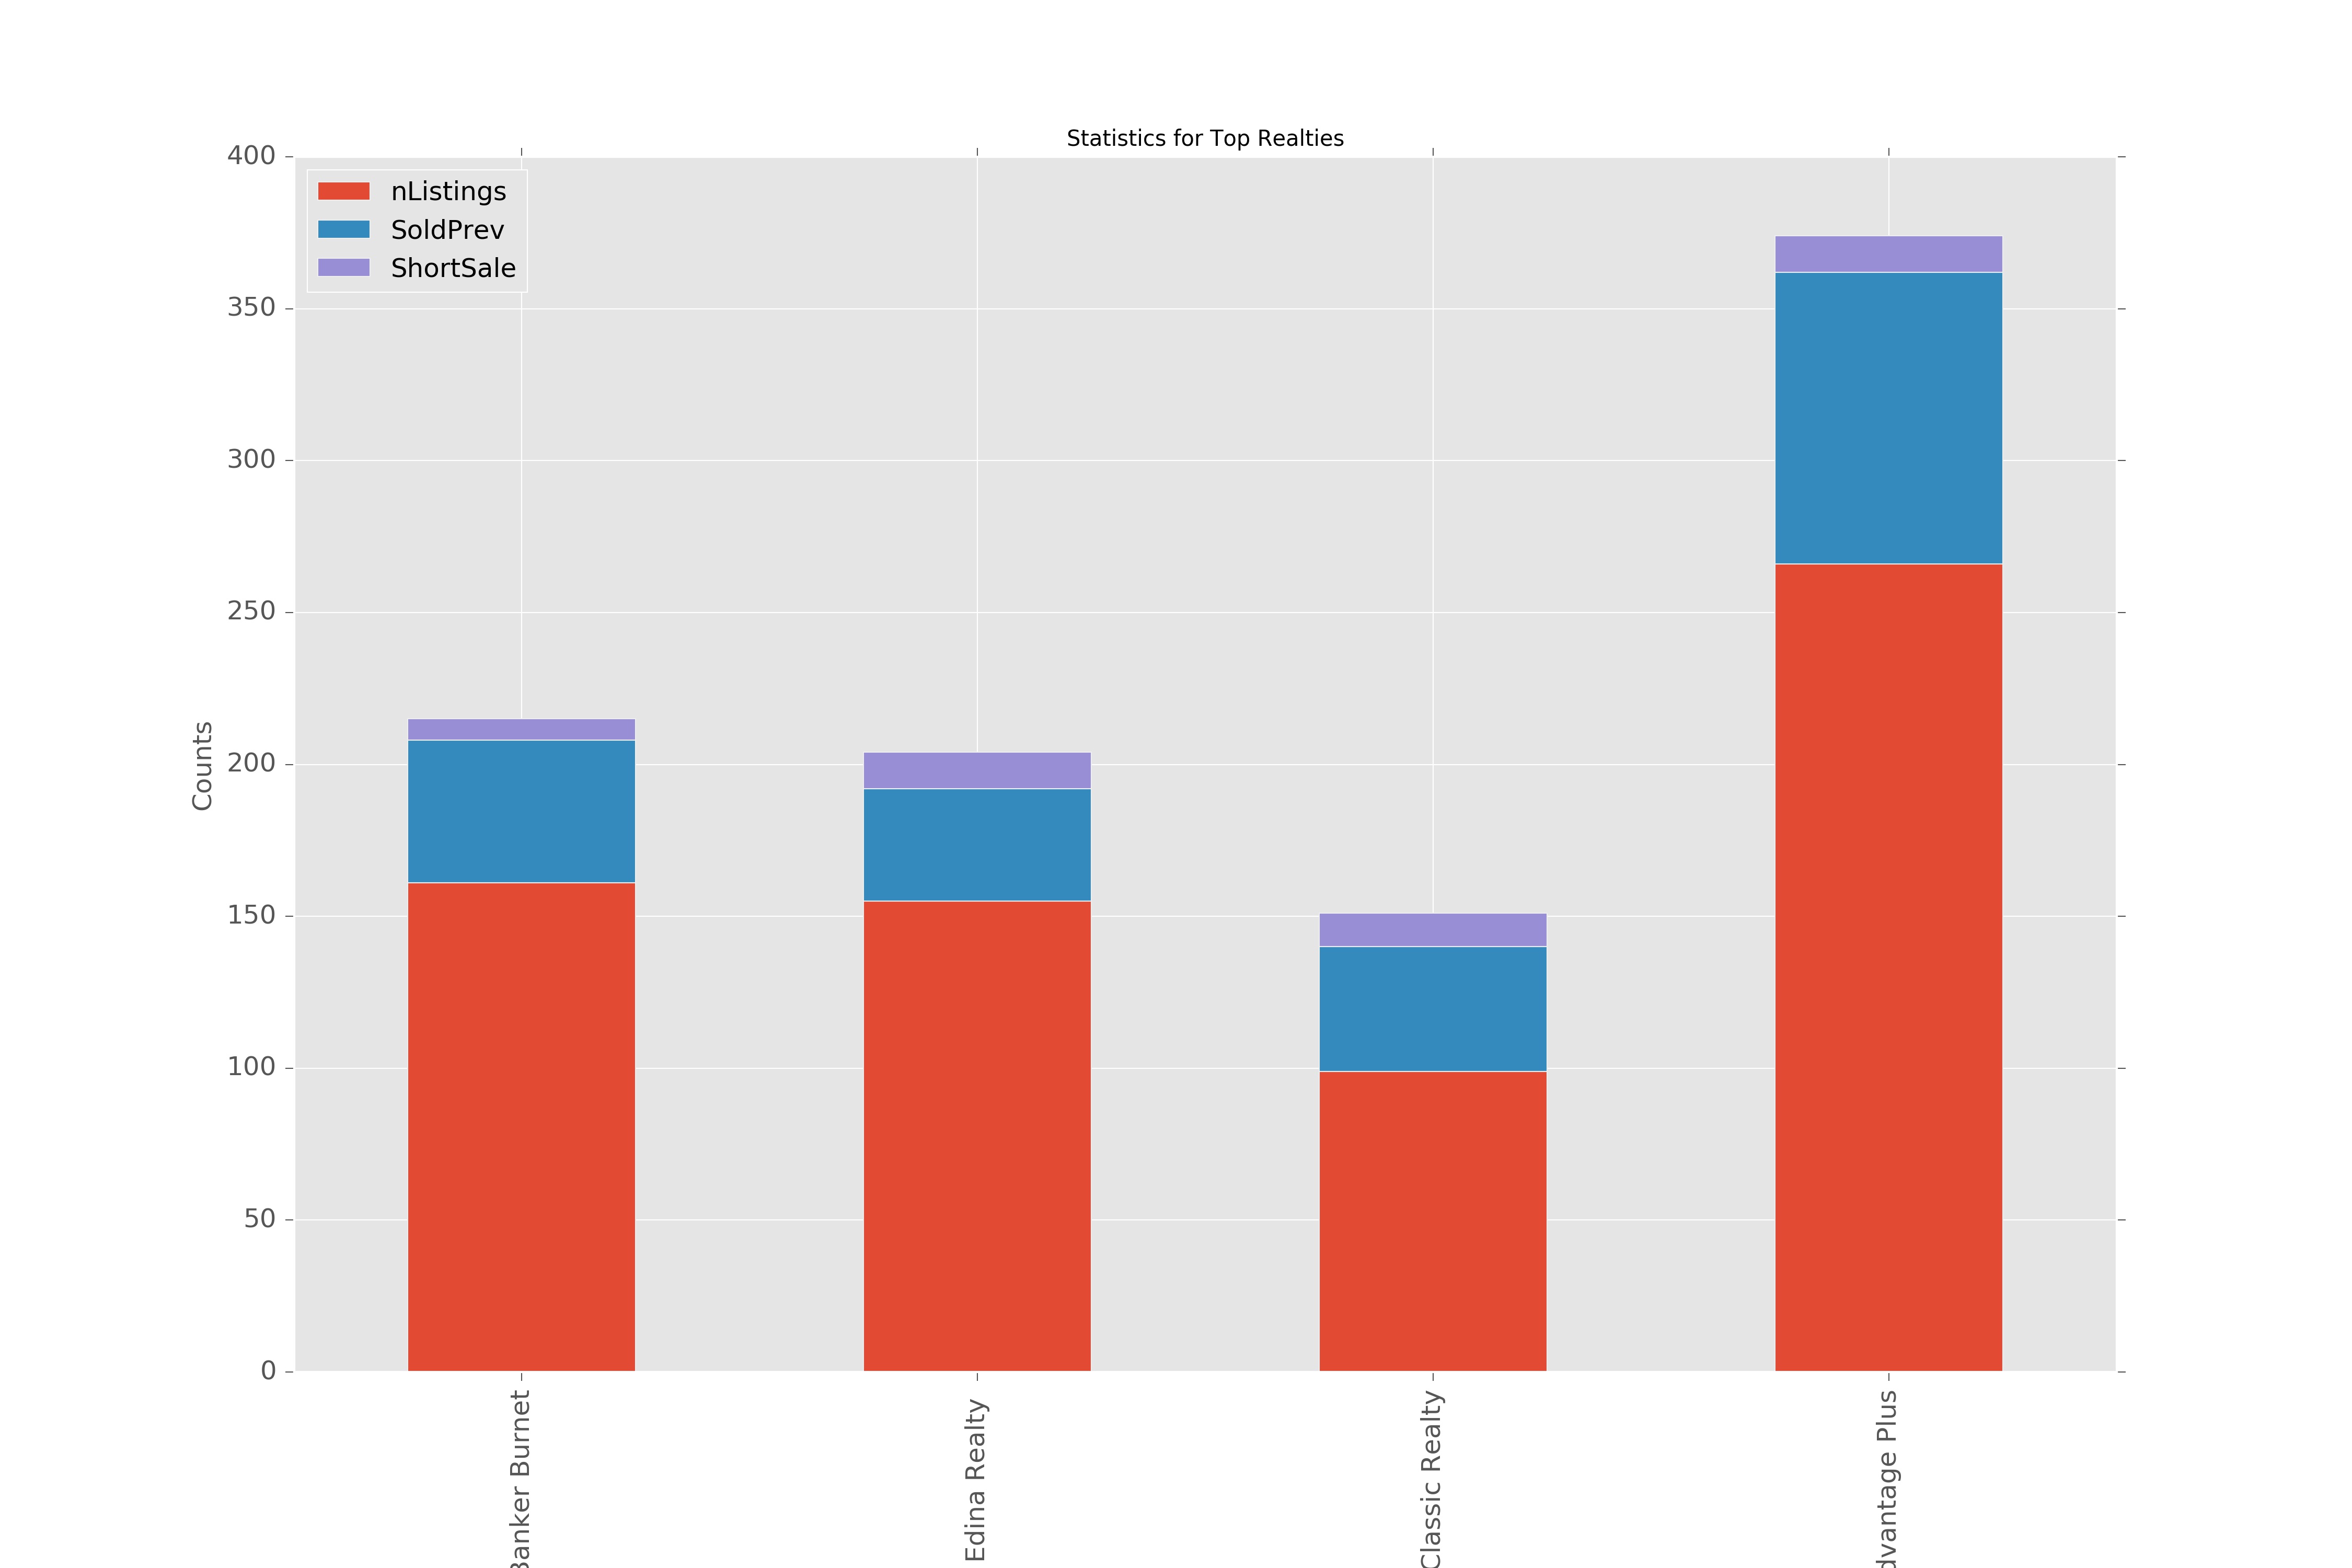 Statistics for Top Realties
nListings
SoldPrev
ShortSale
400
350
300
250
200
150
100
50
0
Counts
Banker Burnet
Edina Realty
Classic Realty
dvantage Plus